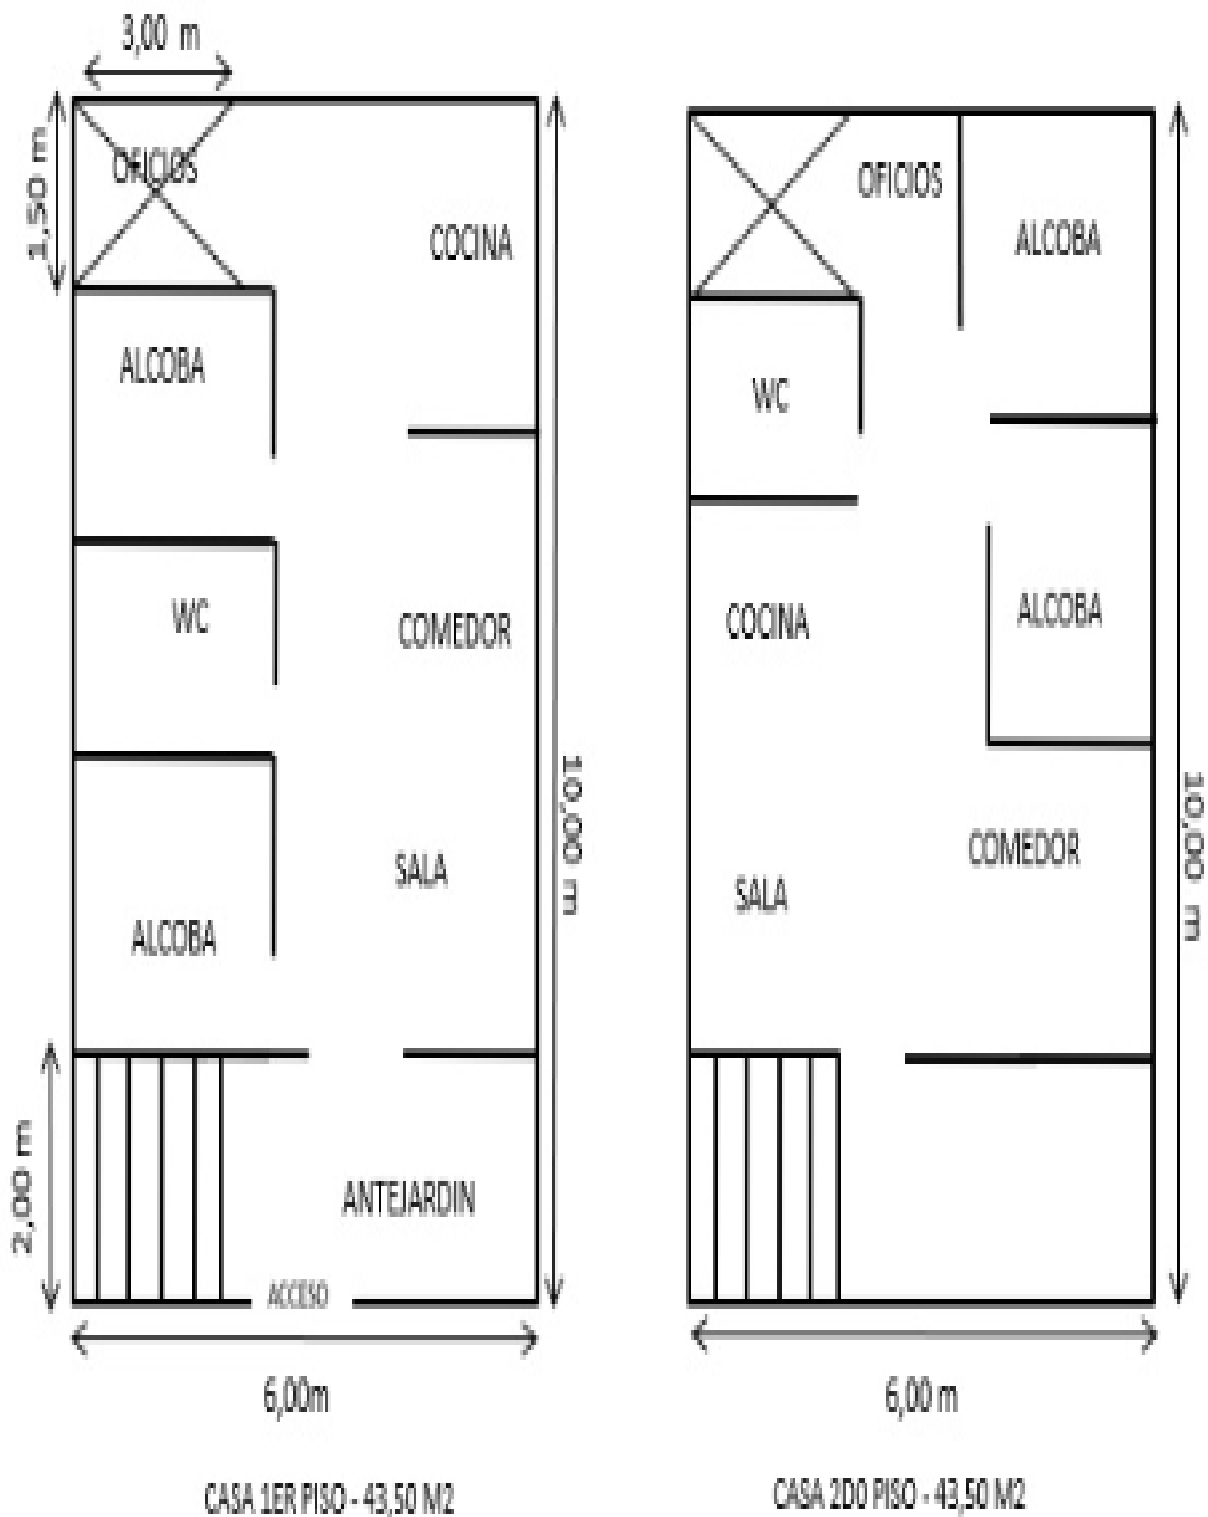 3,00 m
1,50 m
OFICIOS
COCINA
ALCOBA
WC
COMEDOR
10,00 m
SALA
ALCOBA
2,00 m
ANTEJARDIN
ACCESO
6,00m
CASA 1ER PISO - 43,50 M2
OFICIOS
ALCOBA
WC
COCINA
ALCOBA
10,00 m
COMEDOR
SALA
6,00 m
CASA 2DO PISO - 43,50 M2